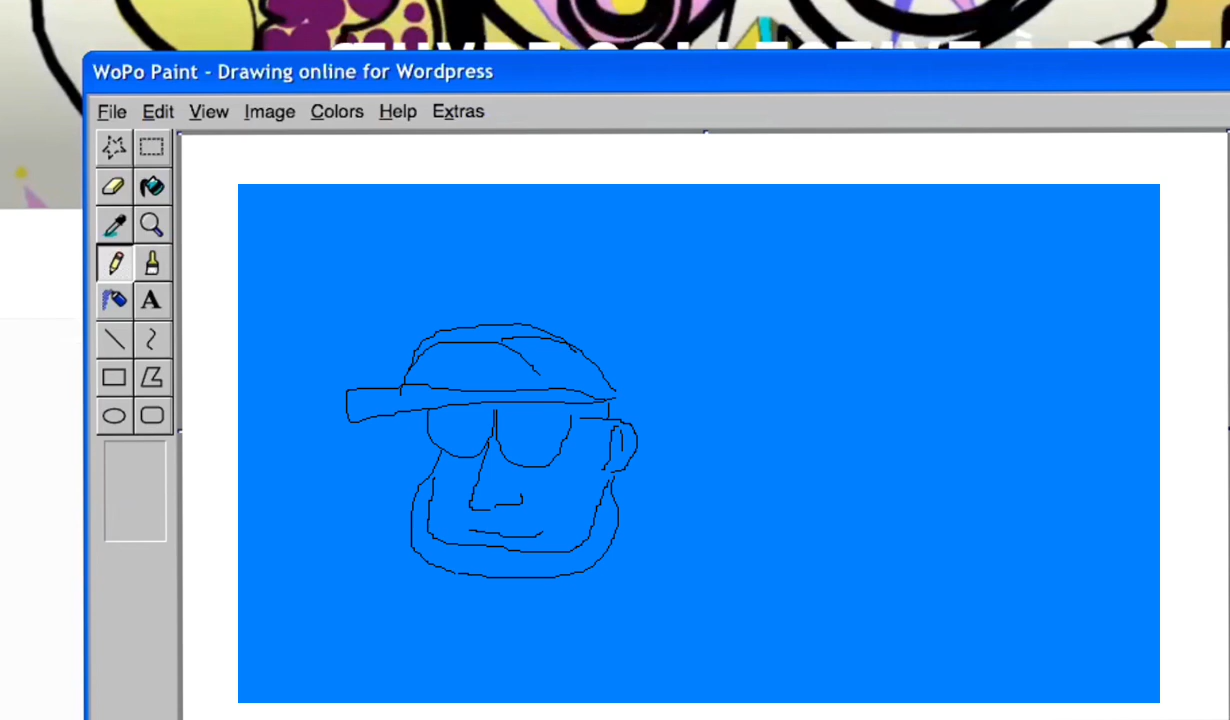 WoPo Paint - Drawing online for Wordpress
File Edit View Image Colors Help Extras
A